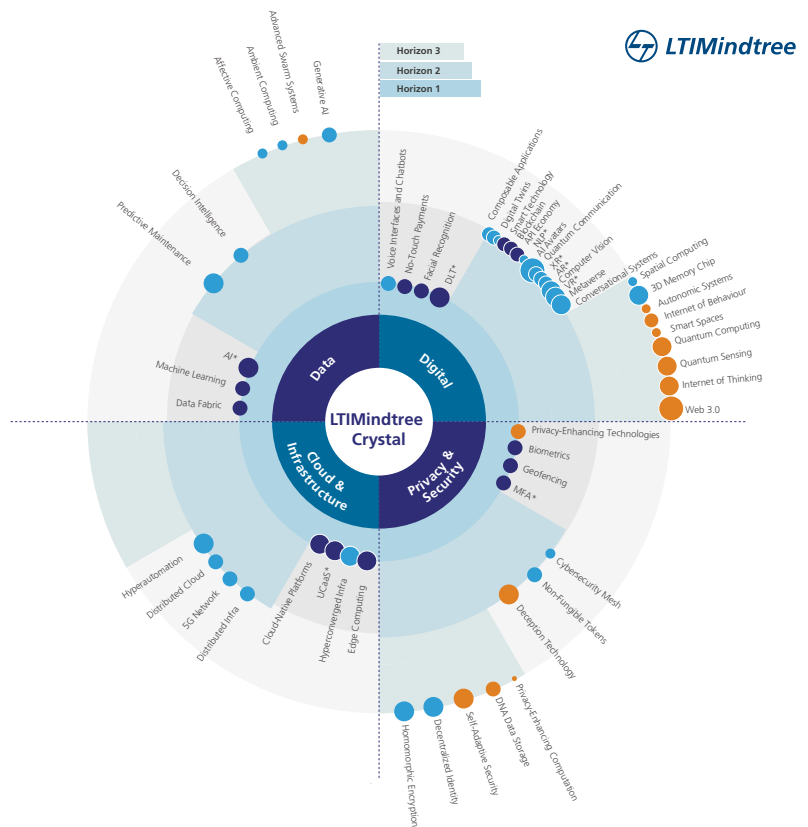 LTIMindtree
Horizon 3
Horizon 2
Horizon 1
Affective Computing
Ambient Computing
Advanced Swarm Systems
Generative AI
Decision Intelligence
Predictive Maintenance
AI*
Machine Learning
Data Fabric
Voice Interfaces and Chatbots
No-Touch Payments
Facial Recognition
DLT*
Composable Applications
Digital Twins
Smart Technology
Blockchain
API Economy
NLP*
AI Avatars
Quantum Communication
XR*
AR*
Computer Vision
VR*
Metaverse
Conversational Systems
Spatial Computing
3D Memory Chip
Autonomic Systems
Internet of Behaviour
Smart Spaces
Quantum Computing
Quantum Sensing
Internet of Thinking
Web 3.0
Data
Digital
LTIMindtree
Crystal
Cloud &
Infrastructure
Privacy &
Security
Privacy-Enhancing Technologies
Biometrics
Geofencing
MFA*
Cybersecurity Mesh
Non-Fungible Tokens
Deception Technology
Hyperautomation
Distributed Cloud
5G Network
Distributed Infra
Cloud-Native Platforms
UCaaS*
Hyperconverged Infra
Edge Computing
Homomorphic Encryption
Decentralized Identity
Self-Adaptive Security
DNA Data Storage
Privacy-Enhancing Computation